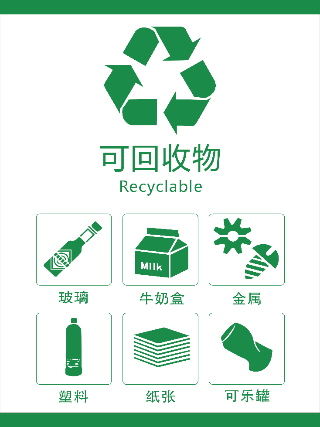 可回收物
Recyclable
Milk
玻璃 牛奶盒 金属
塑料 纸张 可乐罐